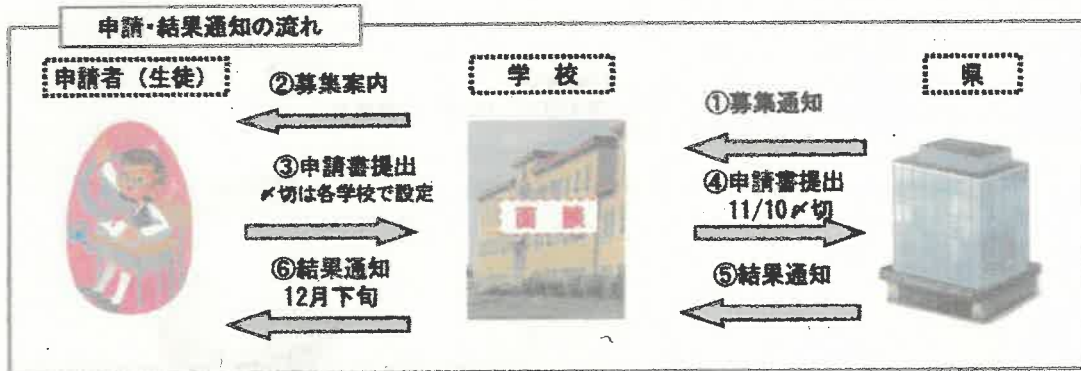 申請・結果通知の流れ
申請者（生徒）
学校
県
②募集案内
①募集通知
③申請書提出
〆切は各学校で設定
④申請書提出
11/10〆切
面談
⑥結果通知
12月下旬
⑤結果通知